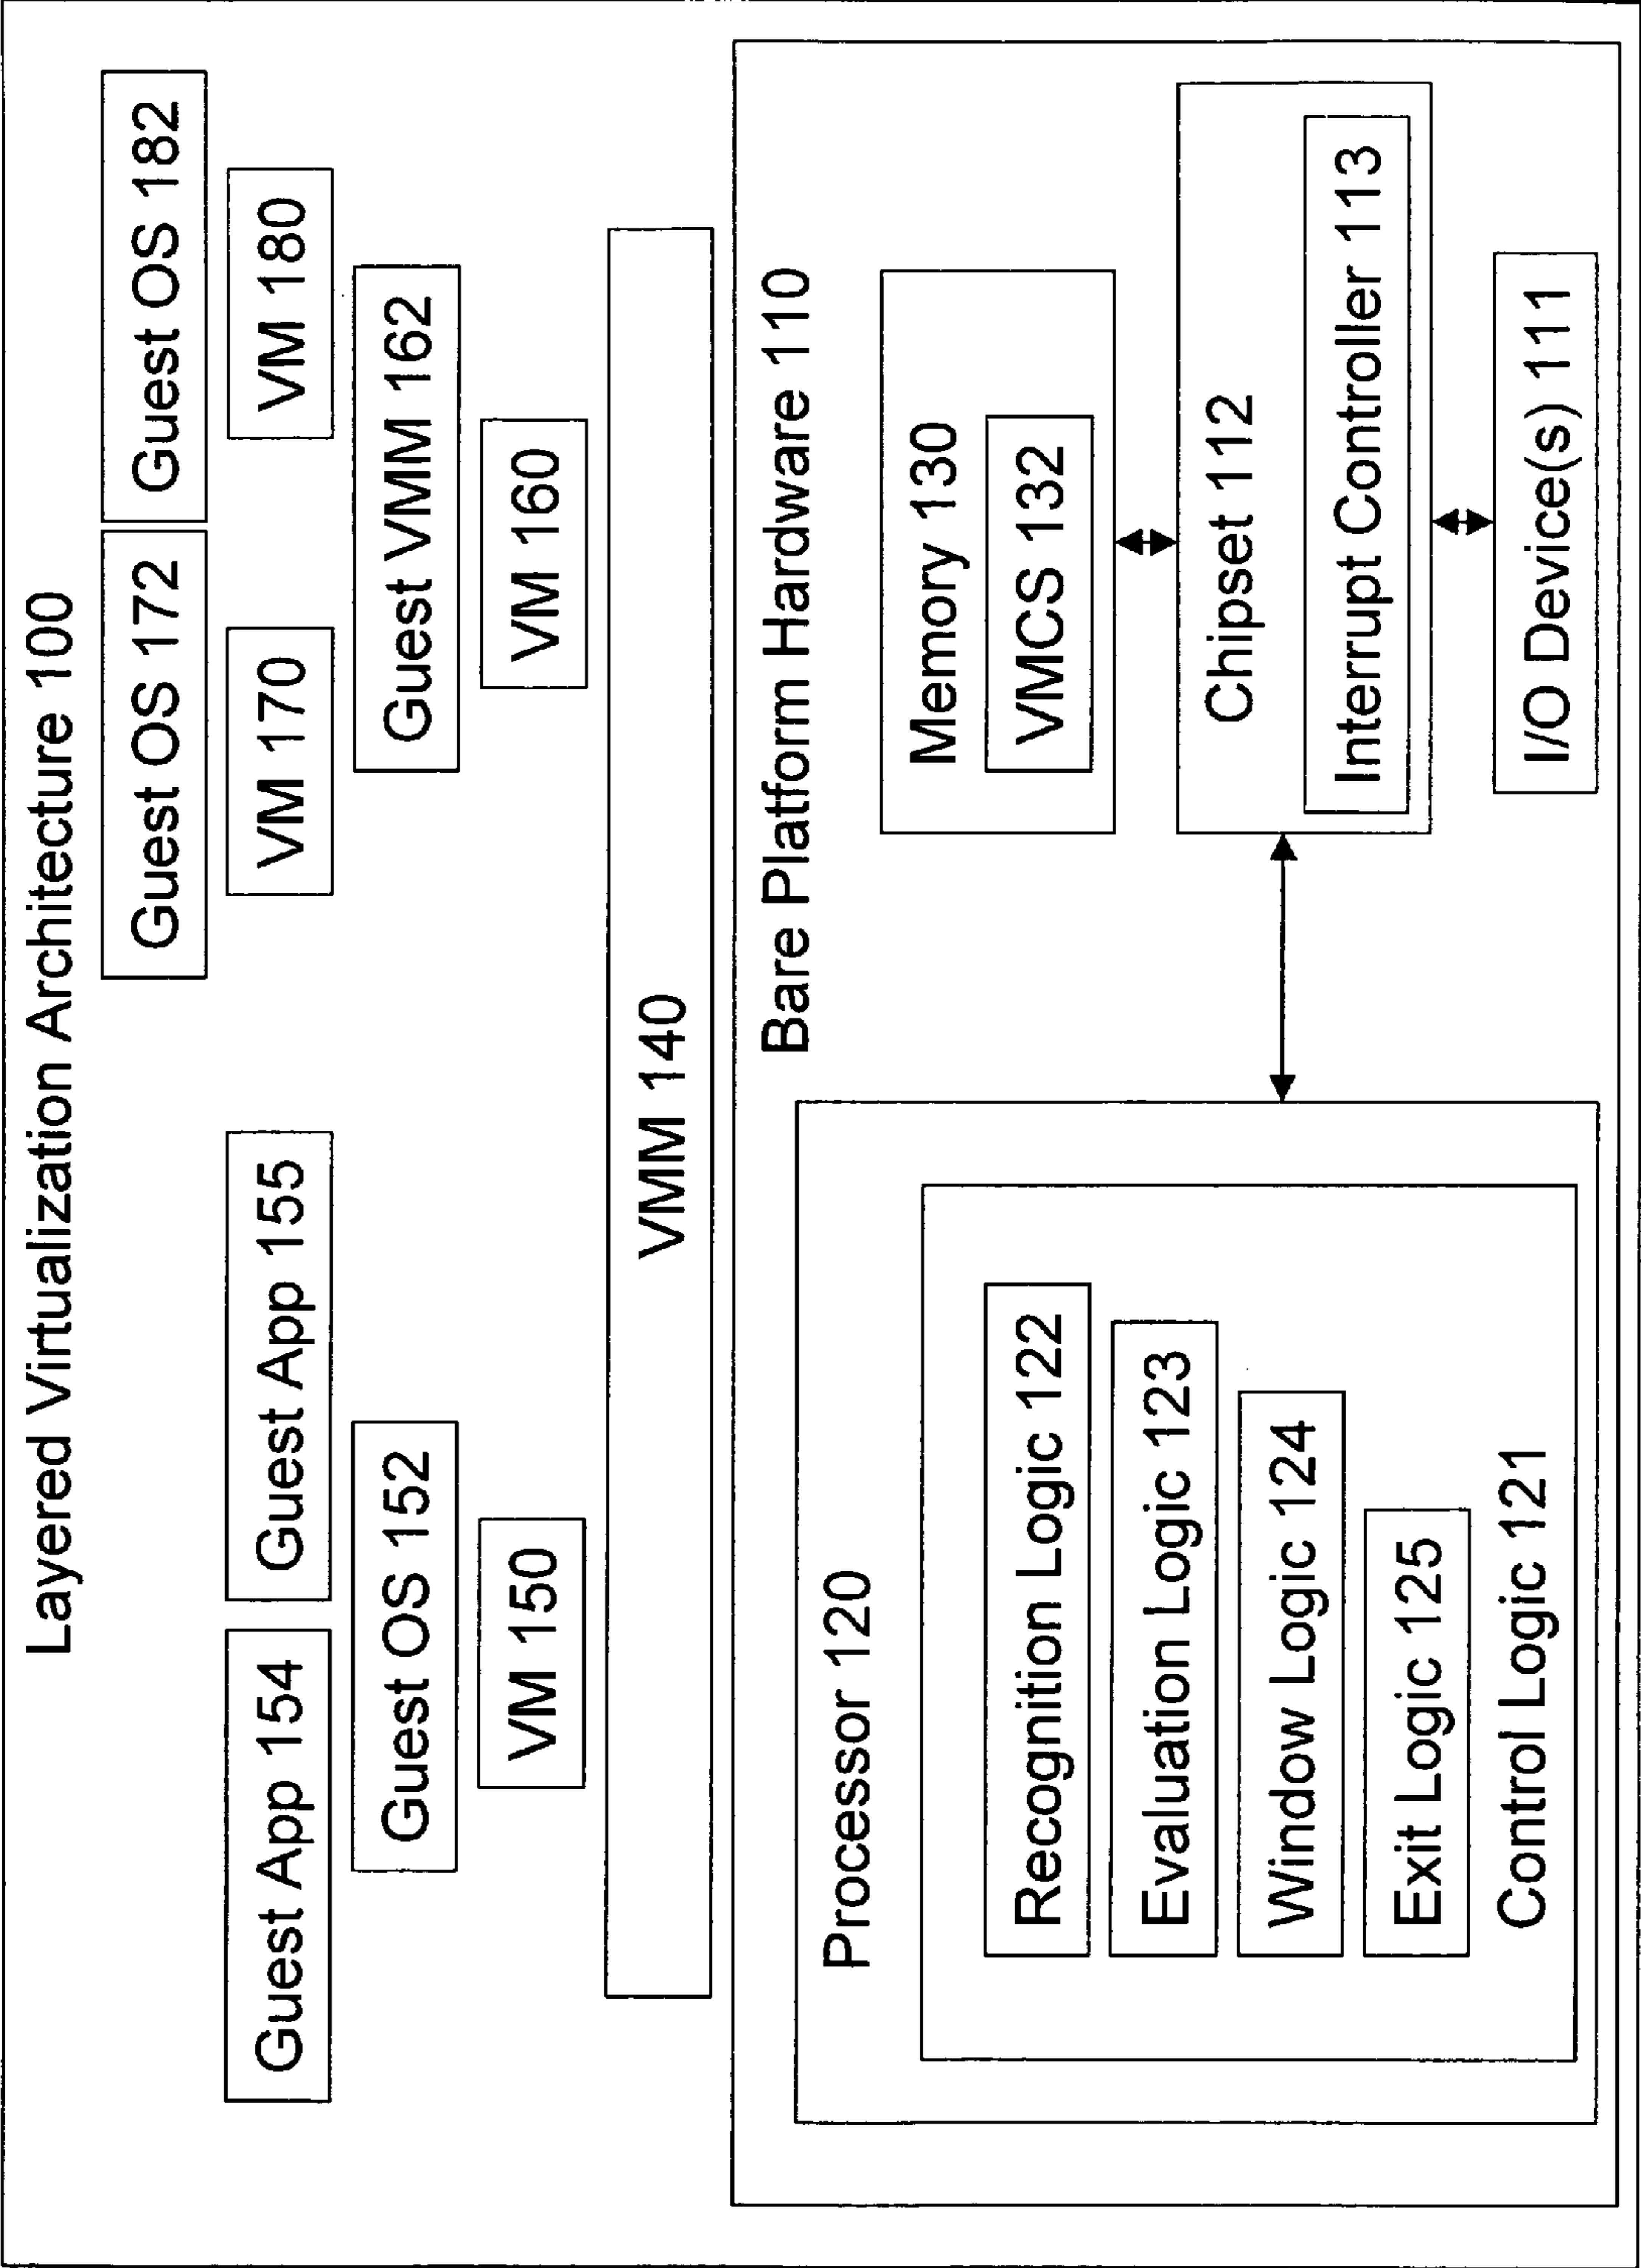 Layered Virtualization Architecture 100
Guest OS 172
Guest OS 182
Guest App 154
Guest App 155
VM 170
VM 180
Guest OS 152
Guest VMM 162
VM 150
VM 160
VMM 140
Bare Platform Hardware 110
Processor 120
Recognition Logic 122
Evaluation Logic 123
Window Logic 124
Exit Logic 125
Control Logic 121
Memory 130
VMCS 132
Chipset 112
Interrupt Controller 113
I/O Device(s) 111